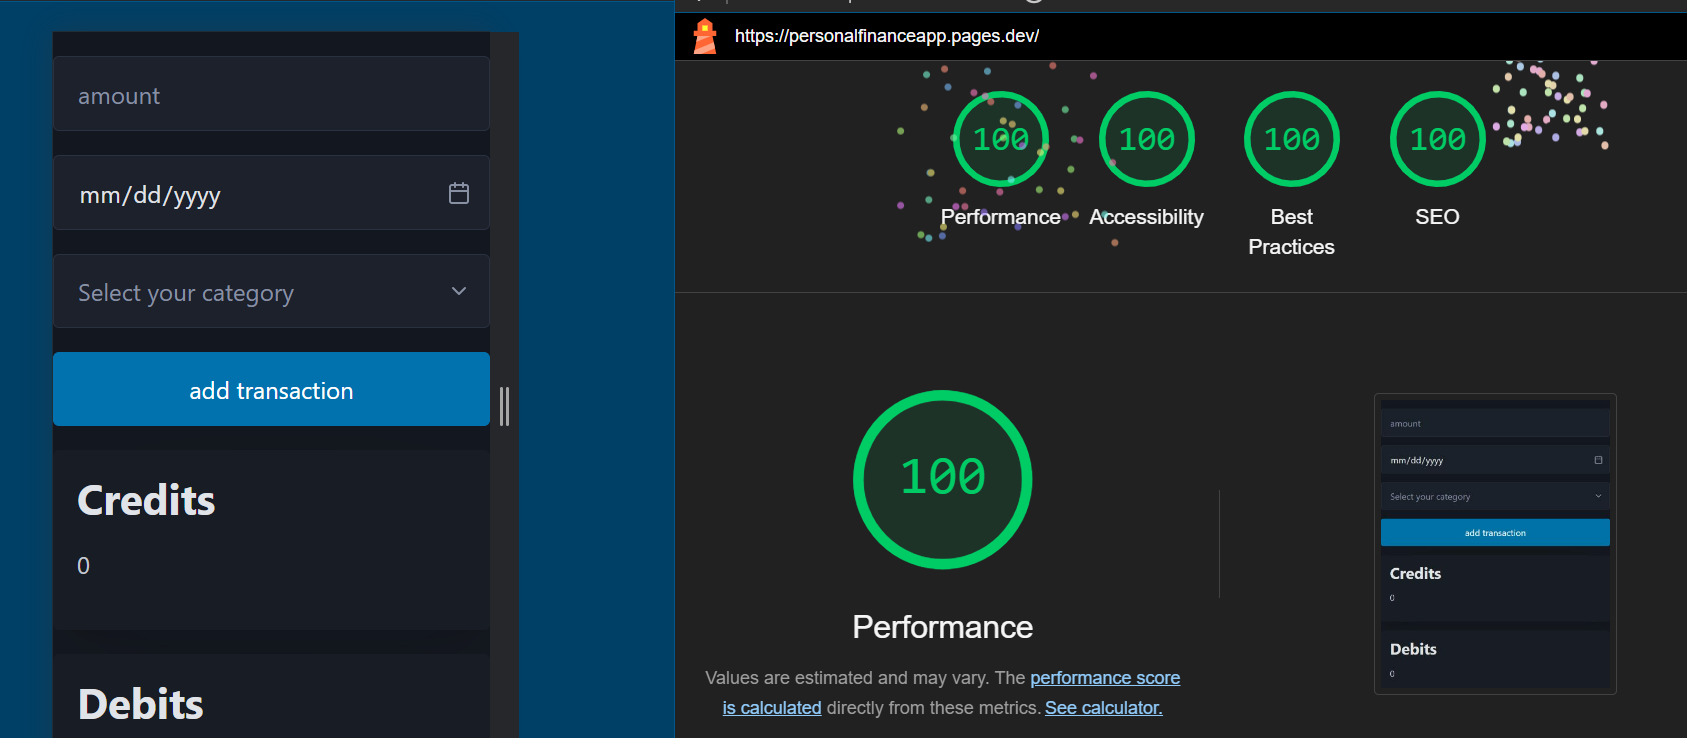 amount
mm/dd/yyyy
Select your category
add transaction
Credits
0
Debits
https://personalfinanceapp.pages.dev/
100
100
100
100
Performance
Accessibility
Best
Practices
SEO
100
Performance
Values are estimated and may vary. The performance score
is calculated directly from these metrics. See calculator.
amount
mm/dd/yyyy
Select your category
add transaction
Credits
0
Debits
0